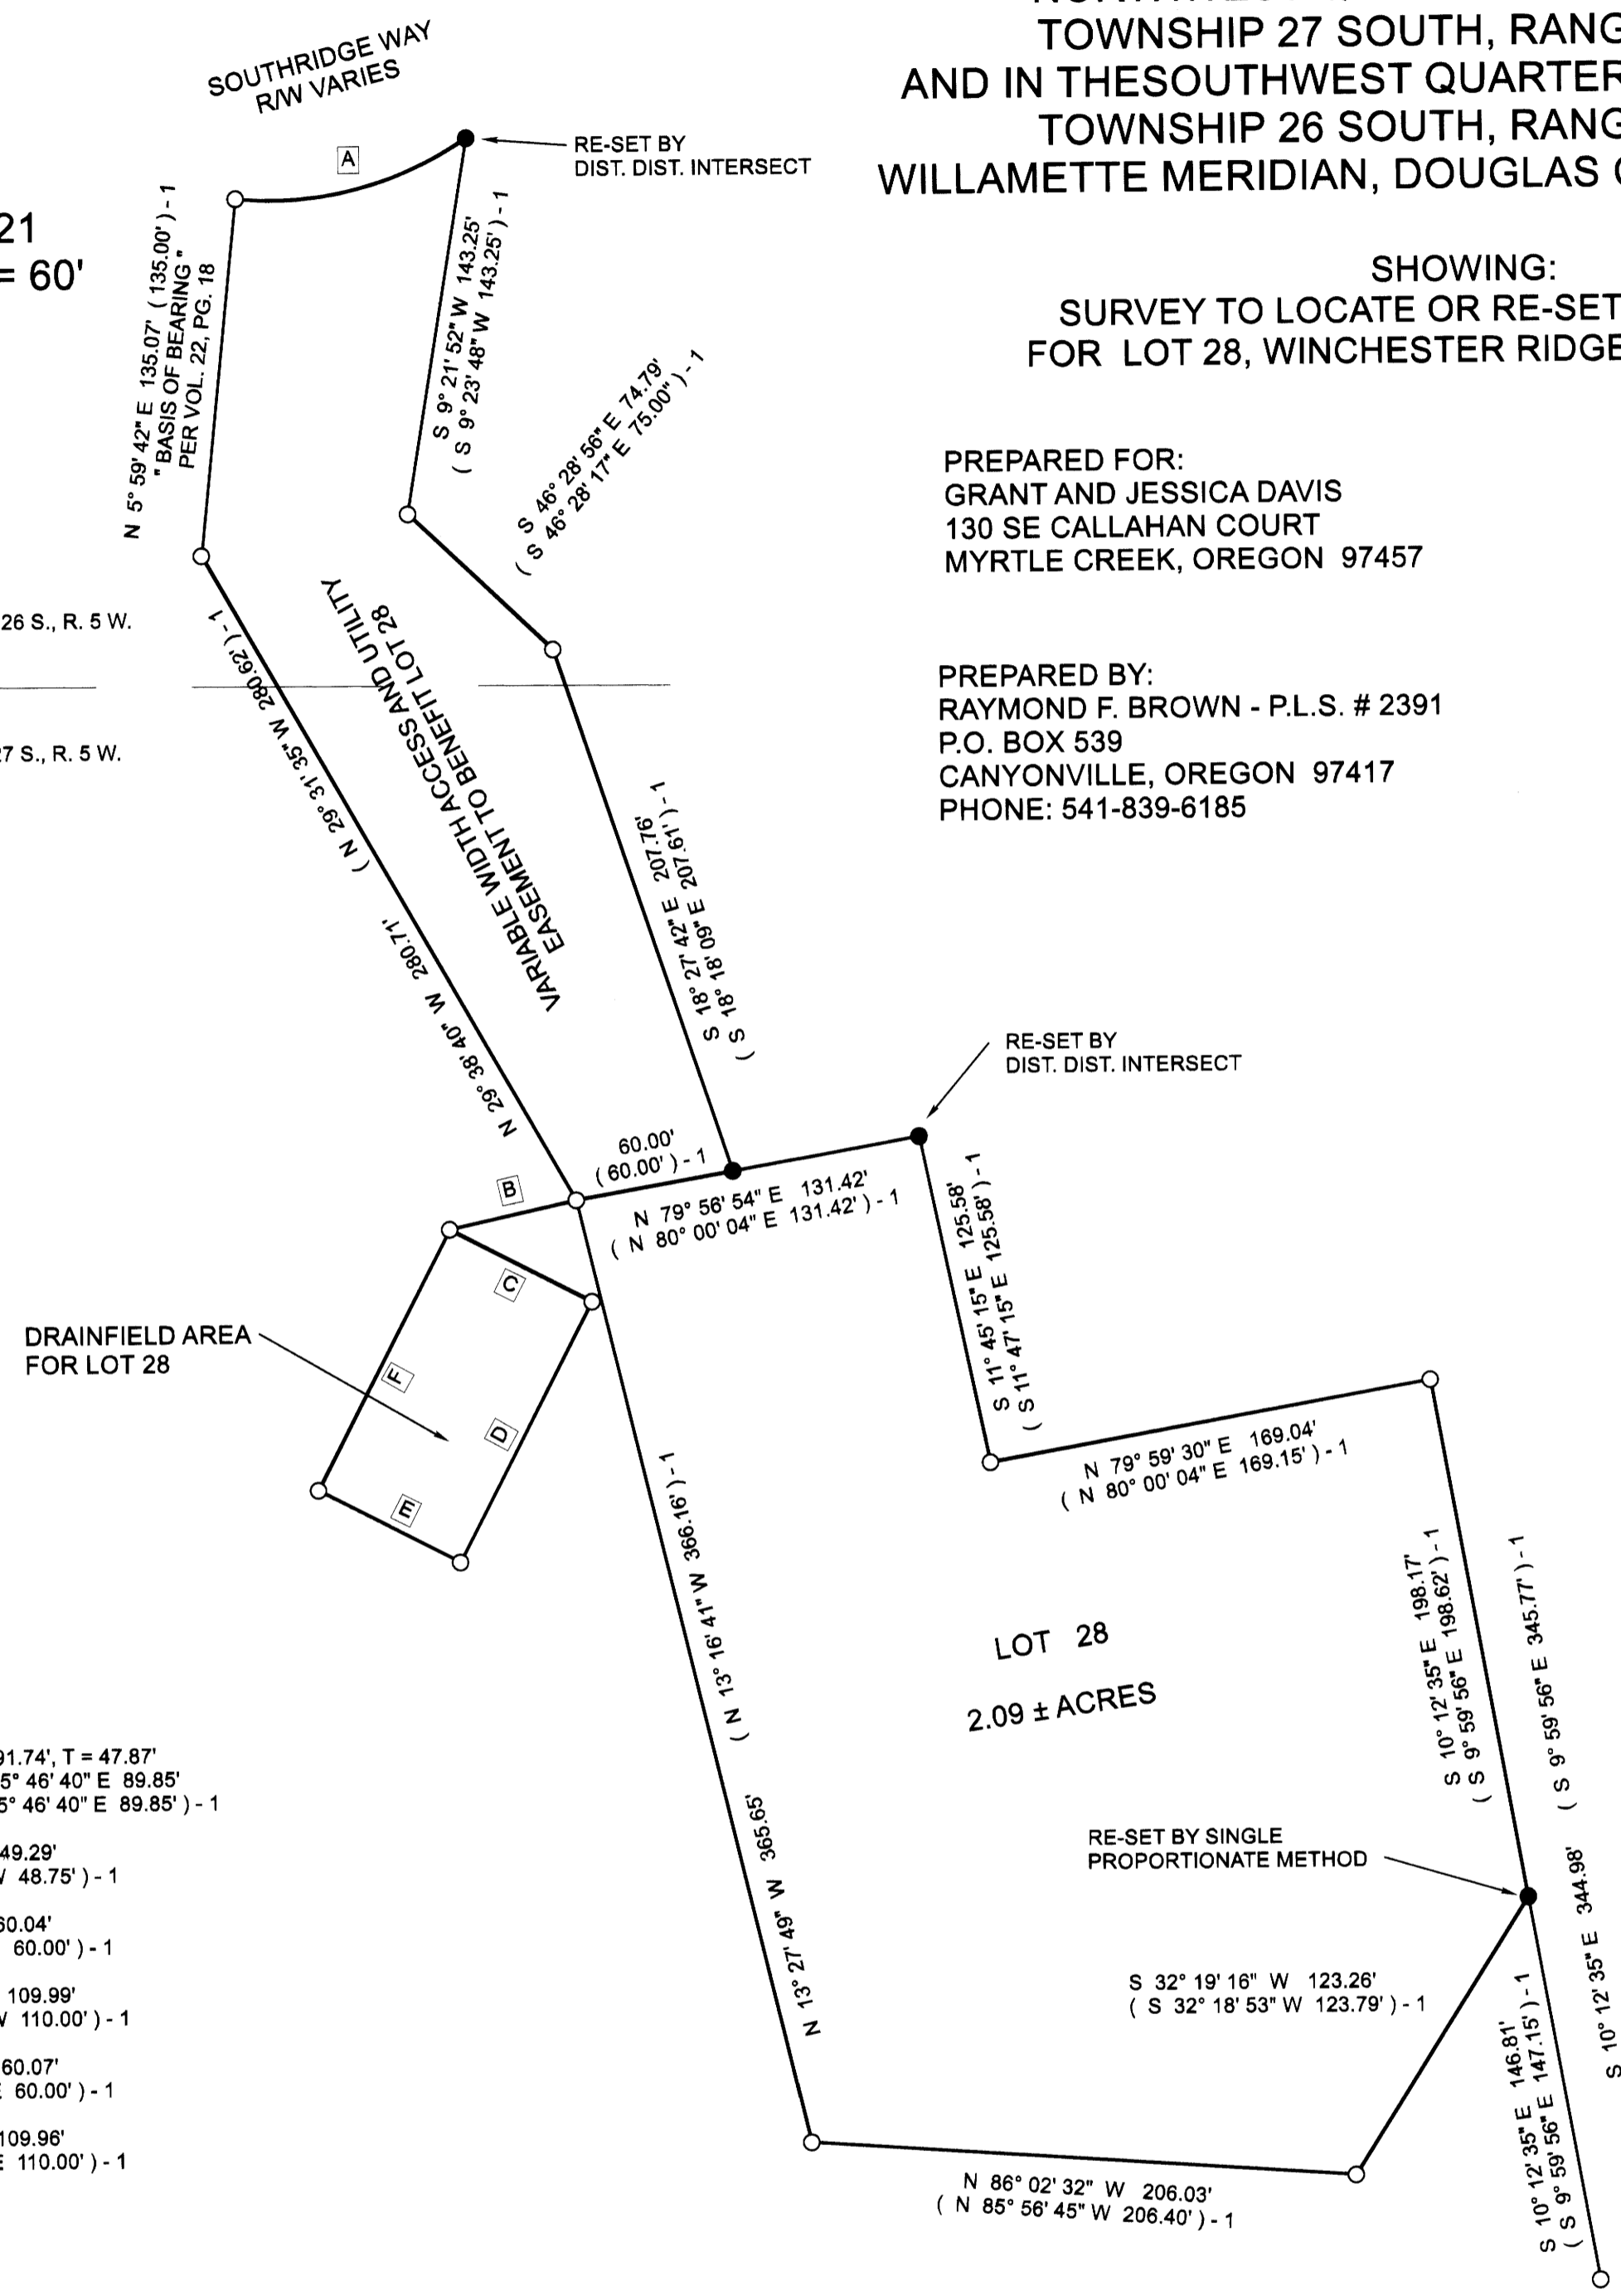 TOWNSHIP 27 SOUTH, RANG
AND IN THESOUTHWEST QUARTER
TOWNSHIP 26 SOUTH, RANG
WILLAMETTE MERIDIAN, DOUGLAS
SHOWING:
SURVEY TO LOCATE OR RE-SET
FOR LOT 28, WINCHESTER RIDGE
PREPARED FOR:
GRANT AND JESSICA DAVIS
130 SE CALLAHAN COURT
MYRTLE CREEK, OREGON 97457
PREPARED BY:
RAYMOND F. BROWN - P.L.S. # 2391
P.O. BOX 539
CANYONVILLE, OREGON 97417
PHONE: 541-839-6185
SOUTHRIDGE WAY
R/W VARIES
A
RE-SET BY
DIST. DIST. INTERSECT
21
= 60'
N 5° 59' 42" E 135.07' ( 135.00' ) - 1
" BASIS OF BEARING "
PER VOL. 22, PG. 18
S 9° 21' 52" W 143.25'
( S 9° 23' 48" W 143.25' ) - 1
S 46° 28' 56" E 74.79'
( S 46° 28' 17" E 75.00" ) - 1
26 S., R. 5 W.
27 S., R. 5 W.
( N 29° 31' 35" W 280.62' ) - 1
N 29° 38' 40" W 280.71'
VARIABLE WIDTH ACCESS AND UTILITY
EASEMENT TO BENEFIT LOT 28
S 18° 27' 42" E 207.76'
( S 18° 18' 09" E 207.61' ) - 1
RE-SET BY
DIST. DIST. INTERSECT
60.00'
( 60.00' ) - 1
B
N 79° 56' 54" E 131.42'
( N 80° 00' 04" E 131.42' ) - 1
S 11° 45' 15" E 125.58'
( S 11° 47' 15" E 125.58' ) - 1
C
DRAINFIELD AREA
FOR LOT 28
F
D
E
N 79° 59' 30" E 169.04'
( N 80° 00' 04" E 169.15' ) - 1
( N 13° 16' 41" W 366.16' ) - 1
N 13° 27' 49" W 365.65'
LOT 28
2.09 ± ACRES
S 10° 12' 35" E 198.17'
( S 9° 59' 56" E 198.62' ) - 1
( S 9° 59' 56" E 345.77' ) - 1
S 10° 12' 35" E 344.98'
RE-SET BY SINGLE
PROPORTIONATE METHOD
S 32° 19' 16" W 123.26'
( S 32° 18' 53" W 123.79' ) - 1
S 10° 12' 35" E 146.81'
( S 9° 59' 56" E 147.15' ) - 1
N 86° 02' 32" W 206.03'
( N 85° 56' 45" W 206.40' ) - 1
91.74', T = 47.87'
5° 46' 40" E 89.85'
5° 46' 40" E 89.85' ) - 1
49.29'
48.75' ) - 1
60.04'
60.00' ) - 1
109.99'
110.00' ) - 1
60.07'
60.00' ) - 1
109.96'
110.00' ) - 1